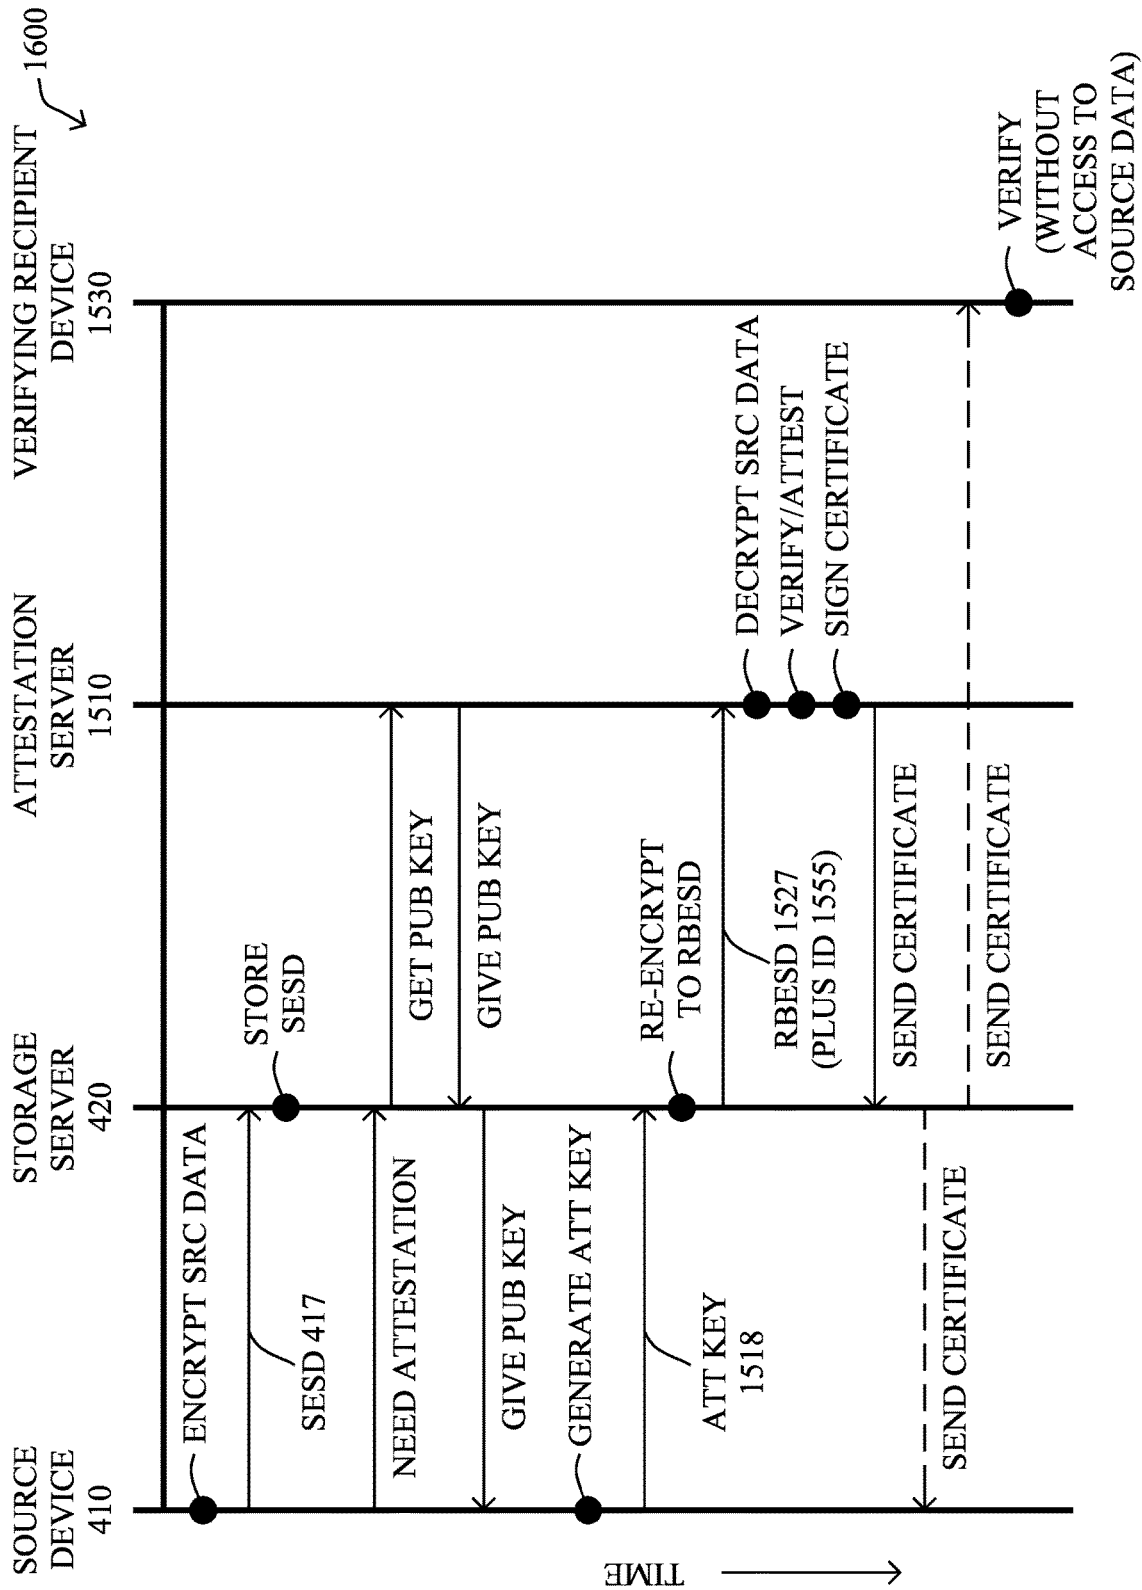 SOURCE
DEVICE
410
STORAGE
SERVER
420
ATTESTATION
SERVER
1510
VERIFYING RECIPIENT
DEVICE
1530
1600
ENCRYPT SRC DATA
SESD 417
STORE
SESD
NEED ATTESTATION
GET PUB KEY
GIVE PUB KEY
GIVE PUB KEY
GENERATE ATT KEY
ATT KEY
1518
RE-ENCRYPT
TO RBESD
RBESD 1527
(PLUS ID 1555)
DECRYPT SRC DATA
VERIFY/ATTEST
SIGN CERTIFICATE
SEND CERTIFICATE
SEND CERTIFICATE
SEND CERTIFICATE
VERIFY
(WITHOUT
ACCESS TO
SOURCE DATA)
TIME